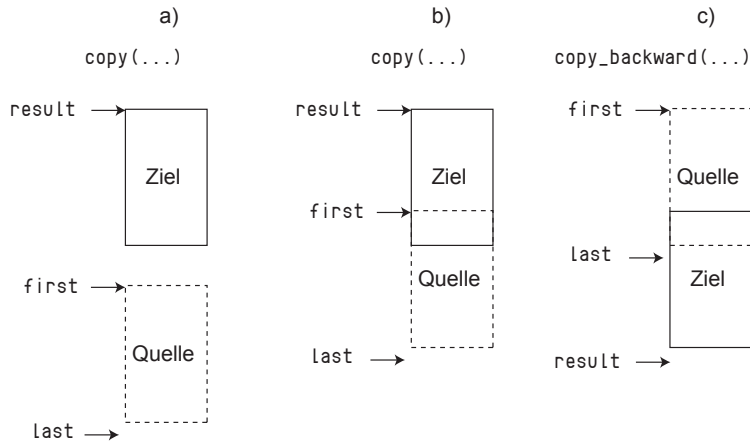 a)
copy(...)
result
Ziel
first
Quelle
last
b)
copy(...)
result
Ziel
first
Quelle
last
c)
copy_backward(...)
first
Quelle
last
Ziel
result